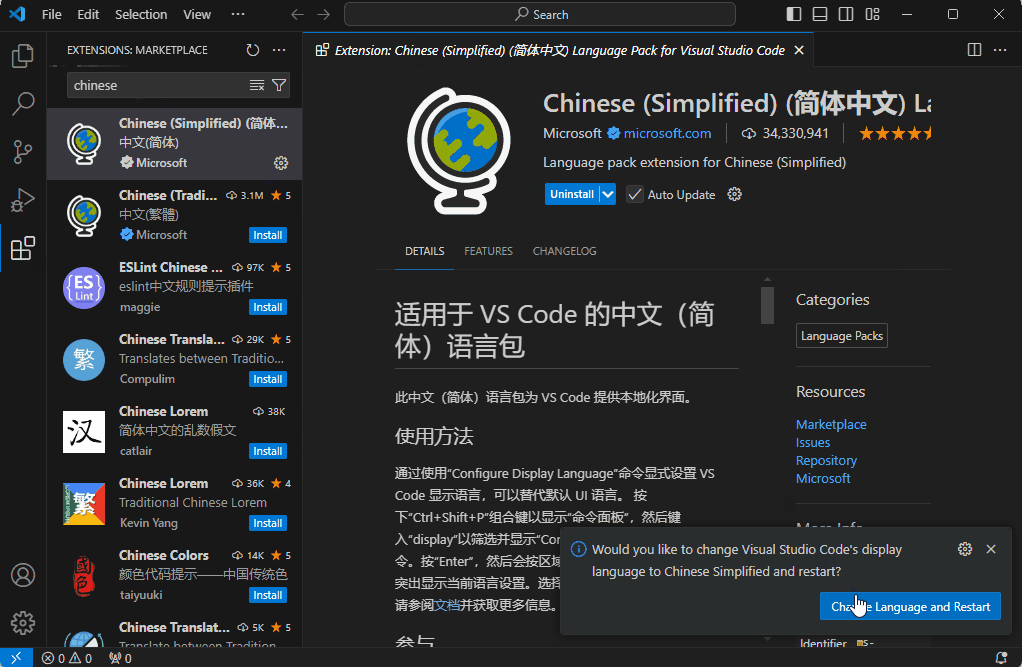 File Edit Selection View ··· Search
EXTENSIONS: MARKETPLACE
chinese
Chinese (Simplified) (简体...
中文(简体)
Microsoft
Chinese (Tradi... 3.1M 5
中文(繁體)
Microsoft Install
ES
Lint
ESLint Chinese ... 97K 5
eslint中文规则提示插件
maggie Install
繁
Chinese Transla... 29K 5
Translates between Traditio...
Compulim Install
汉
Chinese Lorem 38K
简体中文的乱数假文
catlair Install
繁
Chinese Lorem 36K 4
Traditional Chinese Lorem
Kevin Yang Install
國色
Chinese Colors 14K 5
颜色代码提示——中国传统色
taiyuuki Install
Chinese Translat... 5K 5
Translate between Tradition
Extension: Chinese (Simplified) (简体中文) Language Pack for Visual Studio Code
Chinese (Simplified) (简体中文) La
Microsoft microsoft.com 34,330,941
Language pack extension for Chinese (Simplified)
Uninstall Auto Update
DETAILS FEATURES CHANGELOG
适用于 VS Code 的中文（简
体）语言包
此中文（简体）语言包为 VS Code 提供本地化界面。
使用方法
通过使用“Configure Display Language”命令显式设置 VS
Code 显示语言，可以替代默认 UI 语言。 按
下“Ctrl+Shift+P”组合键以显示“命令面板”，然后键
入“display”以筛选并显示“Con
令。按“Enter”，然后会按区域
突出显示当前语言设置。选择
请参阅文档并获取更多信息。
参与
Categories
Language Packs
Resources
Marketplace
Issues
Repository
Microsoft
More Info
Identifier ms-
Would you like to change Visual Studio Code's display
language to Chinese Simplified and restart?
Language and Restart
0 0 0